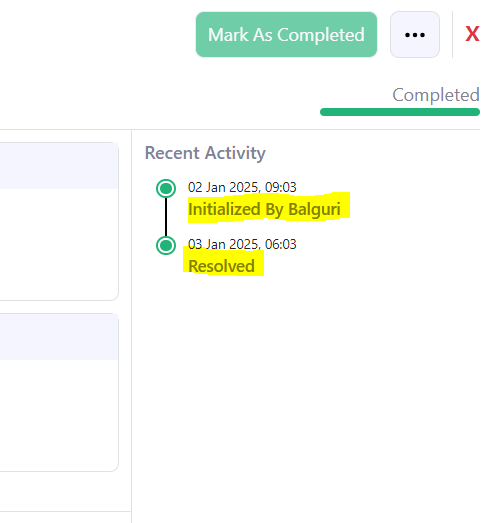 Mark As Completed
...
X
Completed
Recent Activity
02 Jan 2025, 09:03
Initialized By Balguri
03 Jan 2025, 06:03
Resolved